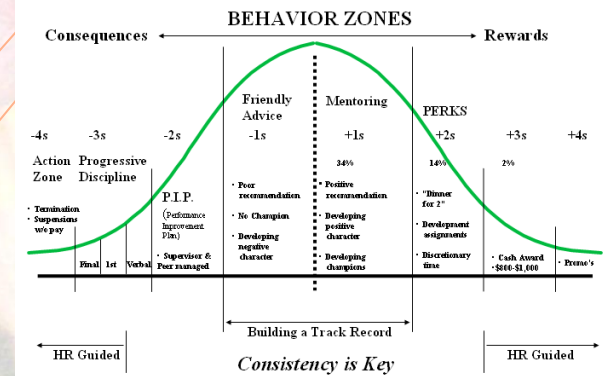 BEHAVIOR ZONES
Consequences
Rewards
Friendly
Advice
Mentoring
PERKS
-4s
-3s
-2s
-1s
+1s
+2s
+3s
+4s
34%
14%
2%
Action
Zone
Progressive
Discipline
• Termination
• Suspensions
w/o pay
Final
1st
Verbal
P.I.P.
(Performance
Improvement
Plan)
• Supervisor &
Peer managed
• Poor
recommendation
• No Champion
• Developing
negative
character
• Positive
recommendation
• Developing
positive
character
• Developing
champions
• "Dinner
for 2"
• Development
assignments
• Discretionary
time
• Cash Award
• $800-$1,000
• Promo's
Building a Track Record
HR Guided
HR Guided
Consistency is Key